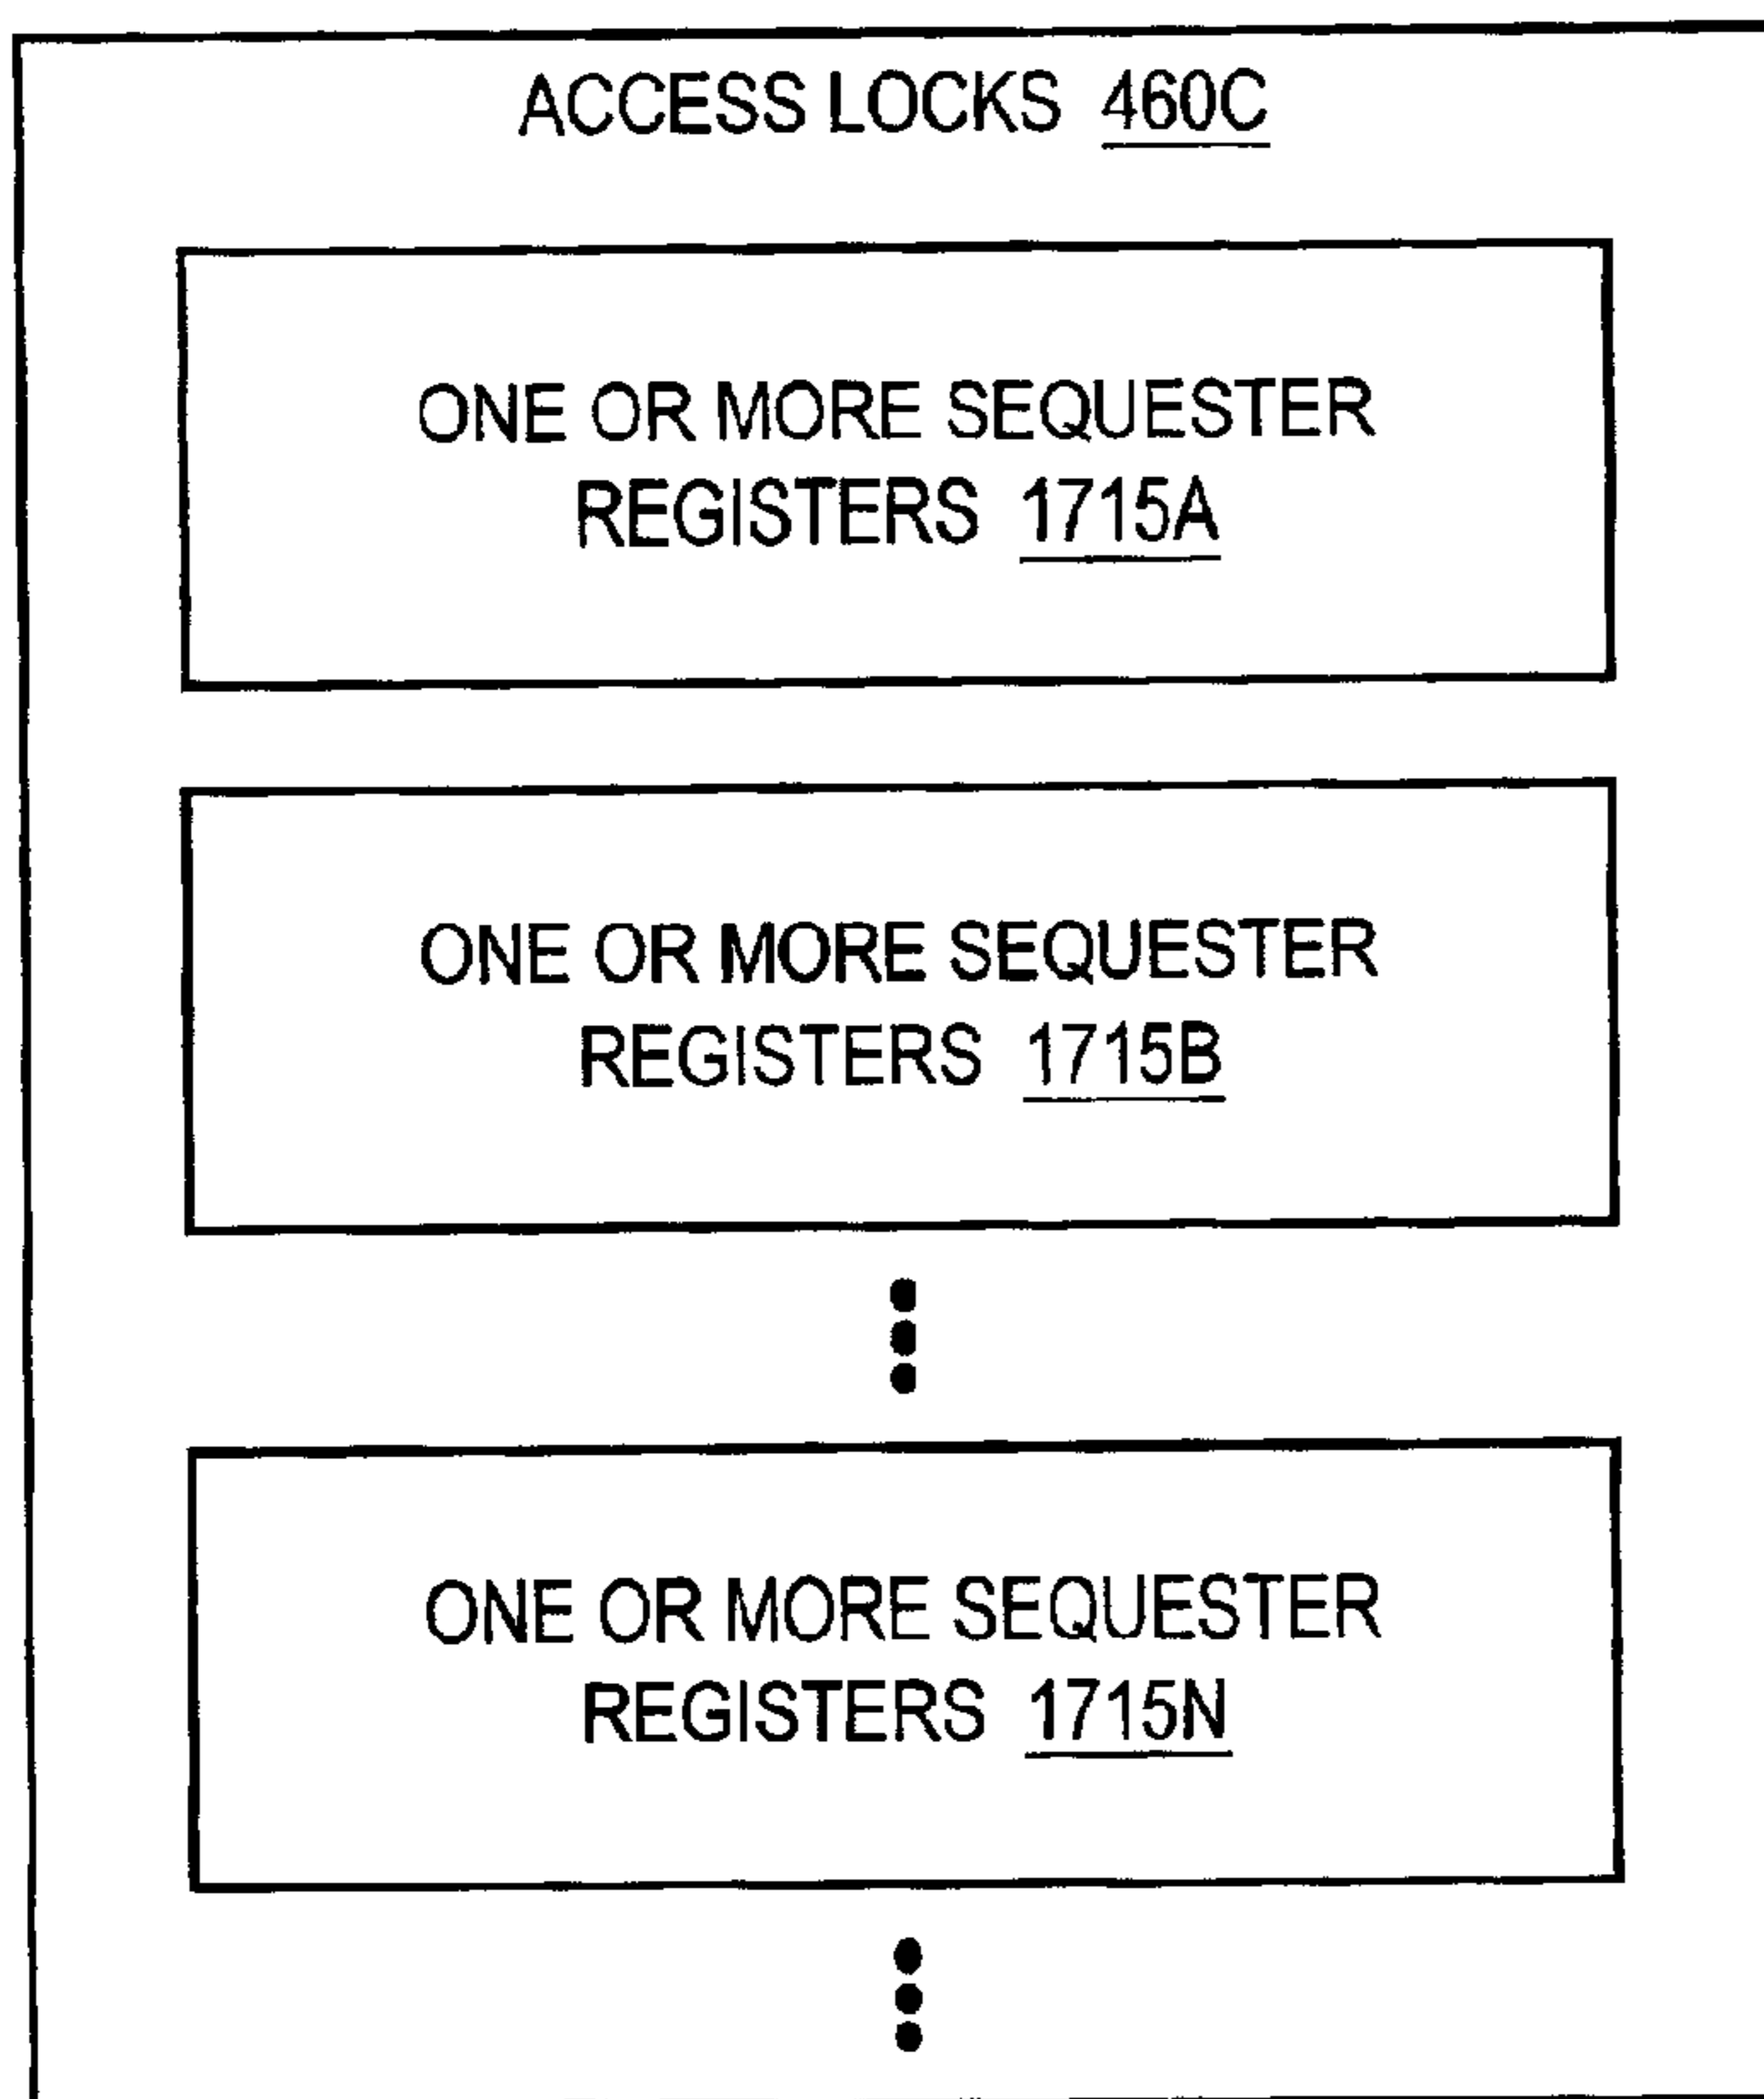 ACCESS LOCKS 460C
ONE OR MORE SEQUESTER
REGISTERS 1715A
ONE OR MORE SEQUESTER
REGISTERS 1715B
ONE OR MORE SEQUESTER
REGISTERS 1715N